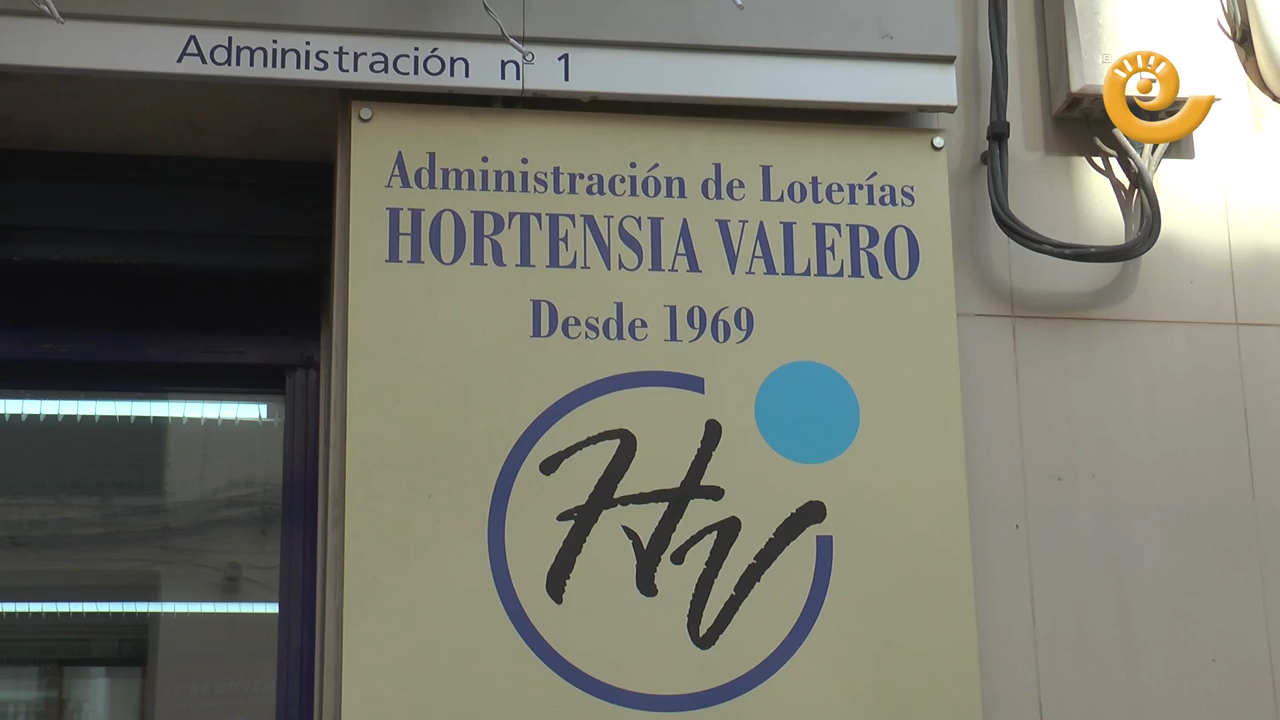 Administración nº 1
Administración de Loterías
HORTENSIA VALERO
Desde 1969
HV